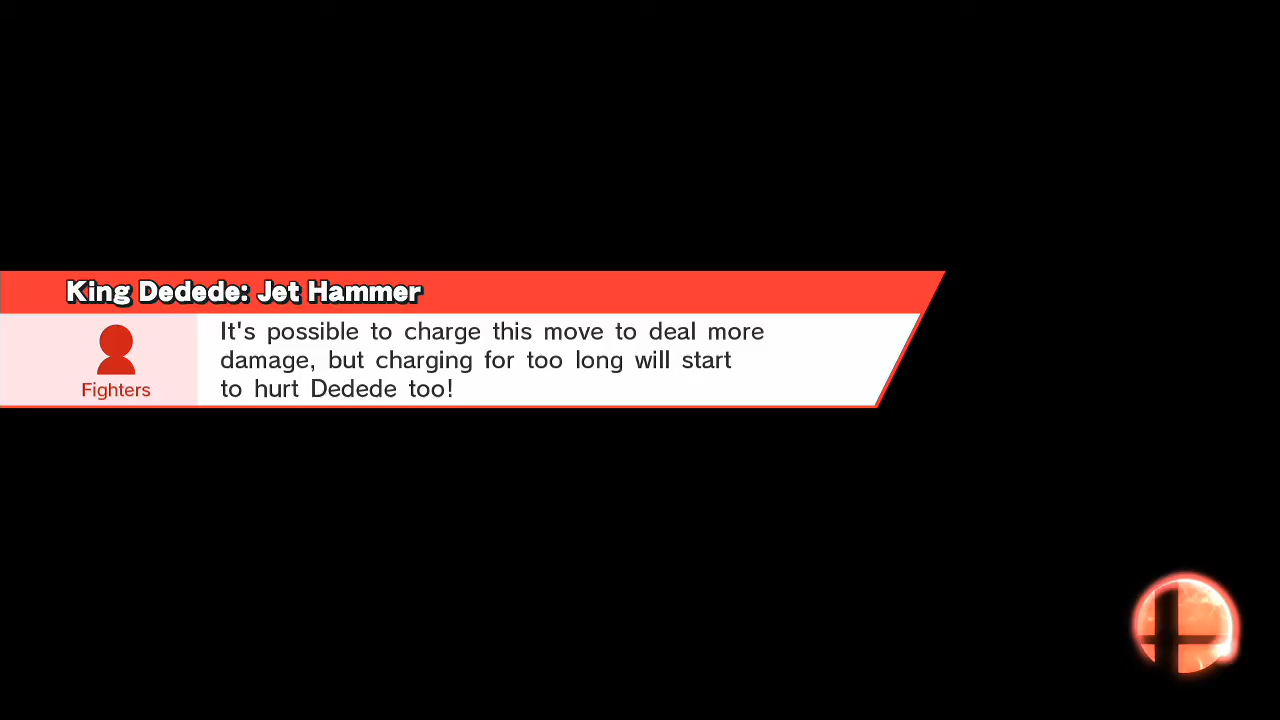 King Dedede: Jet Hammer
Fighters
It's possible to charge this move to deal more
damage, but charging for too long will start
to hurt Dedede too!